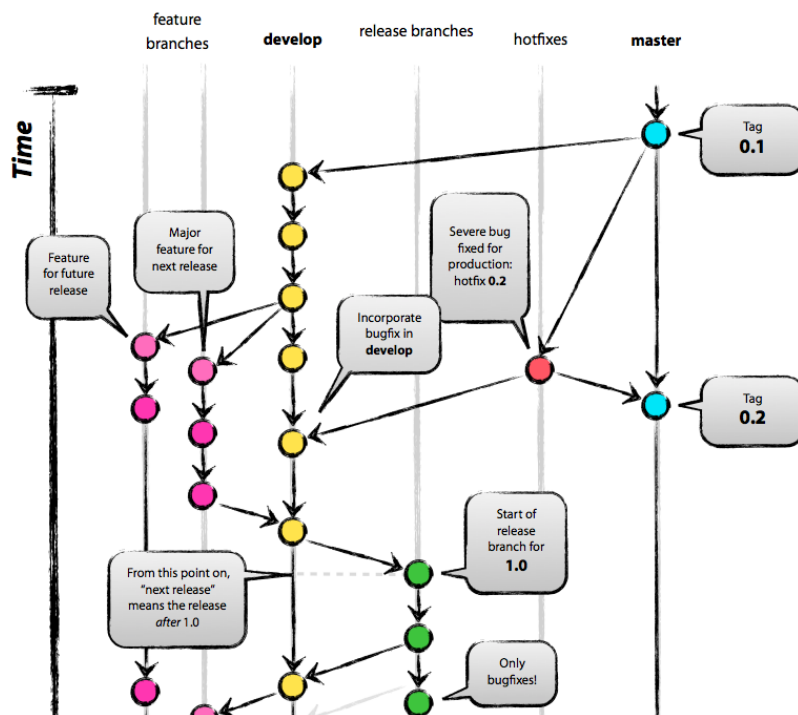 feature
branches
develop
release branches
hotfixes
master
Time
Tag
0.1
Major
feature for
next release
Severe bug
fixed for
production:
hotfix 0.2
Feature
for future
release
Incorporate
bugfix in
develop
Tag
0.2
Start of
release
branch for
1.0
From this point on,
“next release”
means the release
after 1.0
Only
bugfixes!